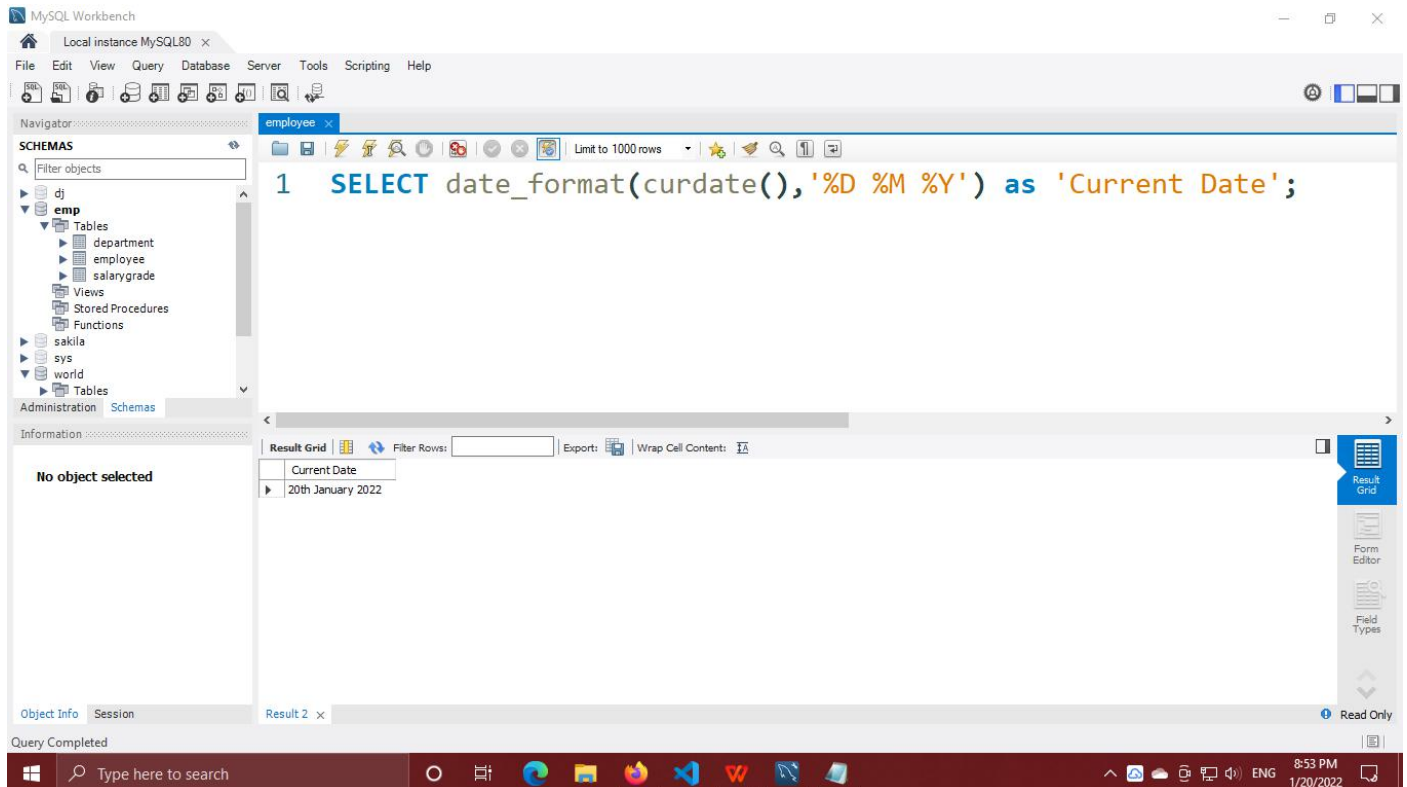 MySQL Workbench
Local instance MySQL80
File Edit View Query Database Server Tools Scripting Help
Navigator
employee
SCHEMAS
Limit to 1000 rows
Filter objects
1 SELECT date_format(curdate(),'%D %M %Y') as 'Current Date';
dj
emp
Tables
department
employee
salarygrade
Views
Stored Procedures
Functions
sakila
sys
world
Tables
Administration Schemas
Information
No object selected
Result Grid Filter Rows: Export: Wrap Cell Content:
Current Date
20th January 2022
Result
Grid
Form
Editor
Field
Types
Object Info Session
Result 2
Read Only
Query Completed
Type here to search
ENG
8:53 PM
1/20/2022